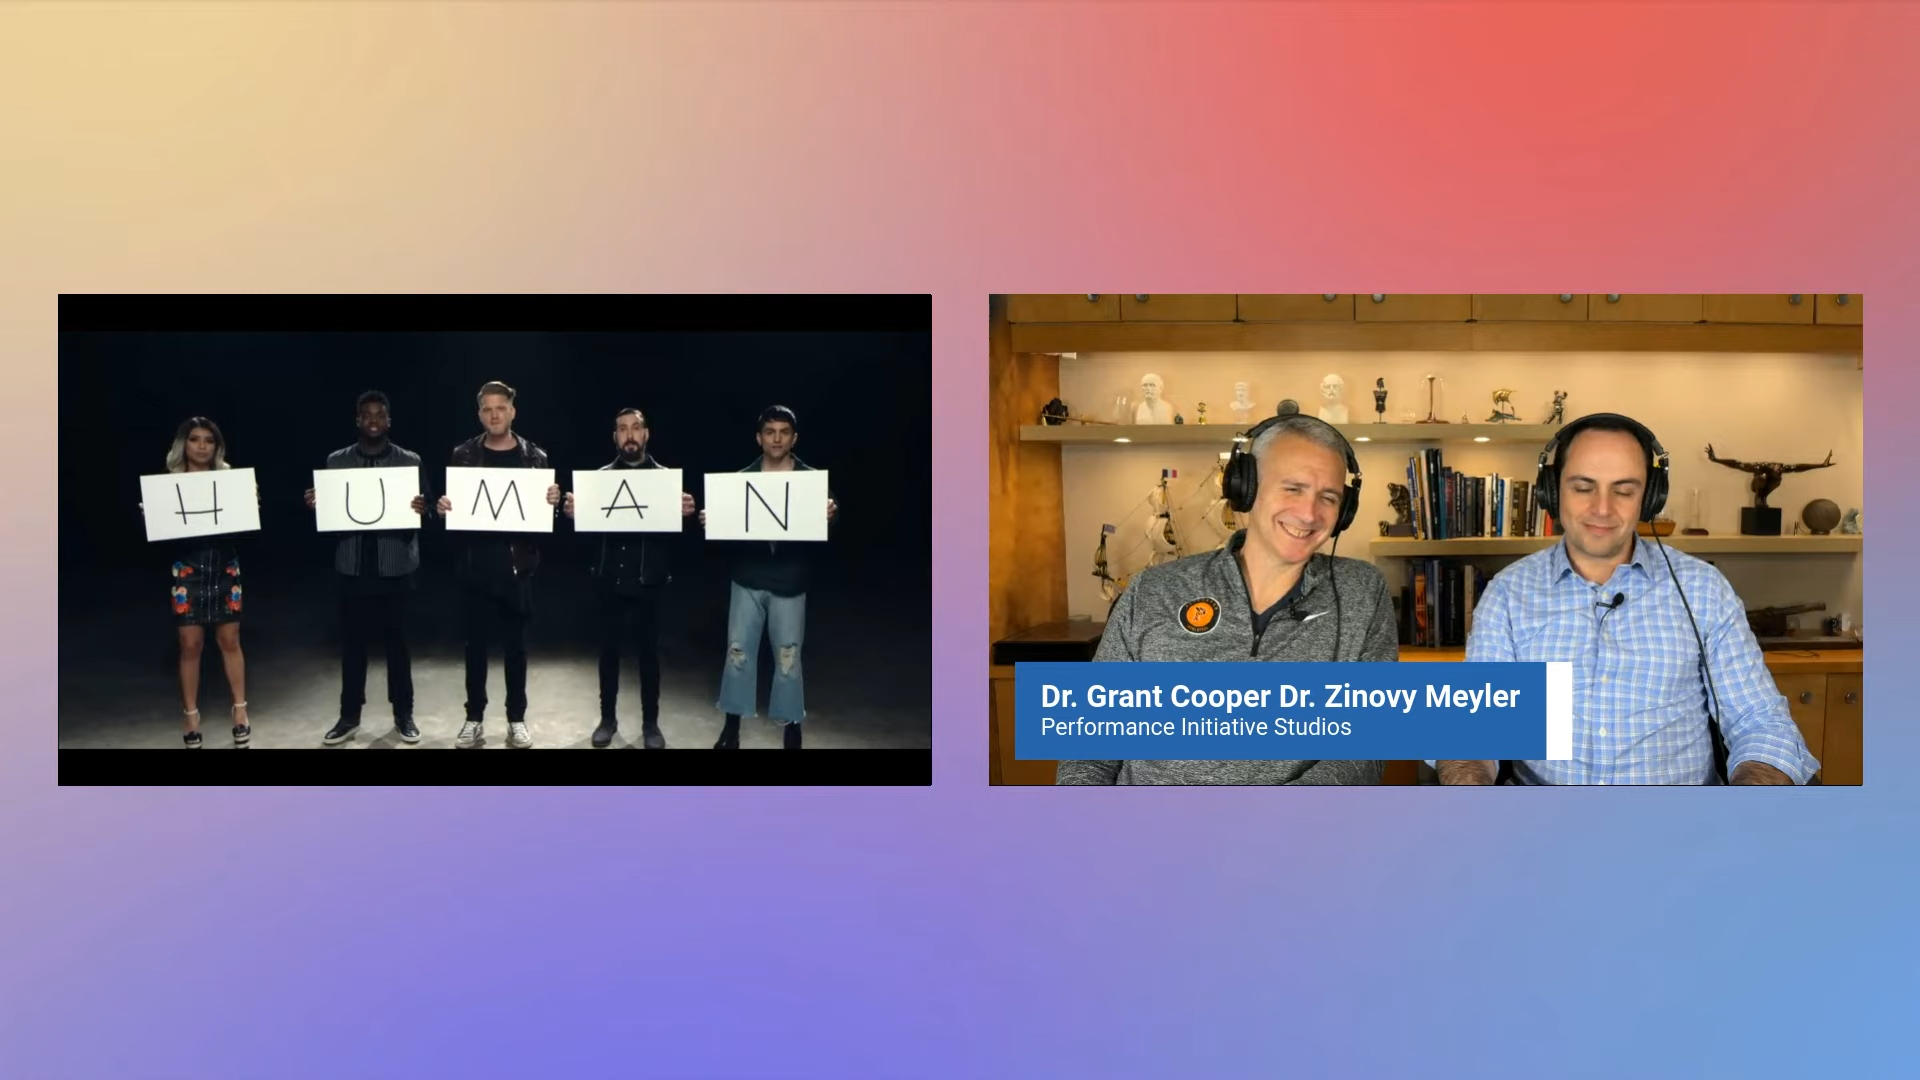 H U M A N
Dr. Grant Cooper Dr. Zinovy Meyler
Performance Initiative Studios